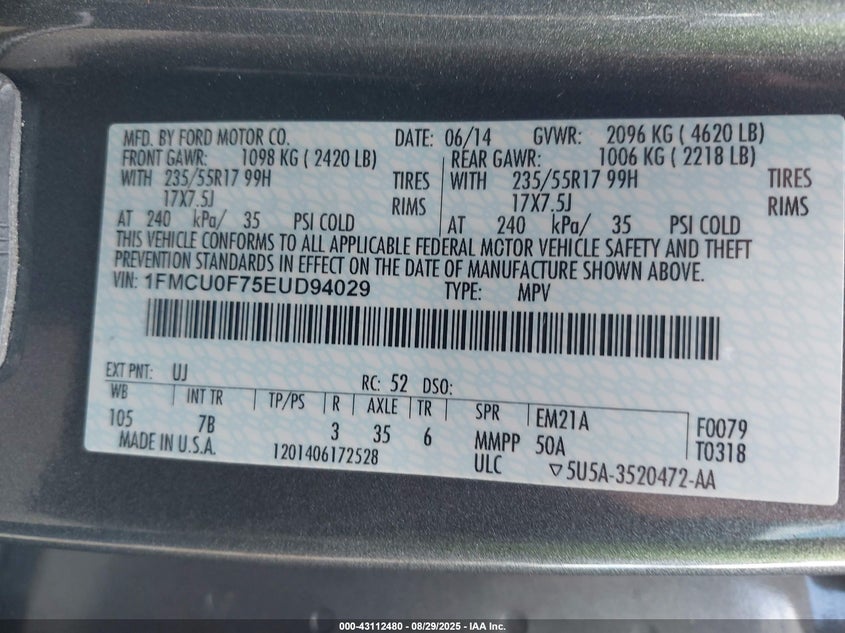 MFD. BY FORD MOTOR CO. DATE: 06/14 GVWR: 2096 KG ( 4620 LB)
FRONT GAWR: 1098 KG ( 2420 LB) REAR GAWR: 1006 KG ( 2218 LB)
WITH 235/55R17 99H TIRES WITH 235/55R17 99H TIRES
17X7.5J RIMS 17X7.5J RIMS
AT 240 kPa/ 35 PSI COLD AT 240 kPa/ 35 PSI COLD
THIS VEHICLE CONFORMS TO ALL APPLICABLE FEDERAL MOTOR VEHICLE SAFETY AND THEFT
PREVENTION STANDARDS IN EFFECT ON THE DATE OF MANUFACTURE SHOWN ABOVE.
VIN: 1FMCU0F75EUD94029 TYPE: MPV
EXT PNT: UJ RC: 52 DSO:
WB INT TR TP/PS R AXLE TR SPR EM21A F0079
105 7B 3 35 6 MMPP 50A T0318
MADE IN U.S.A. 1201406172528 ULC ▽5U5A-3520472-AA
000-43112480 - 08/29/2025 - IAA Inc.